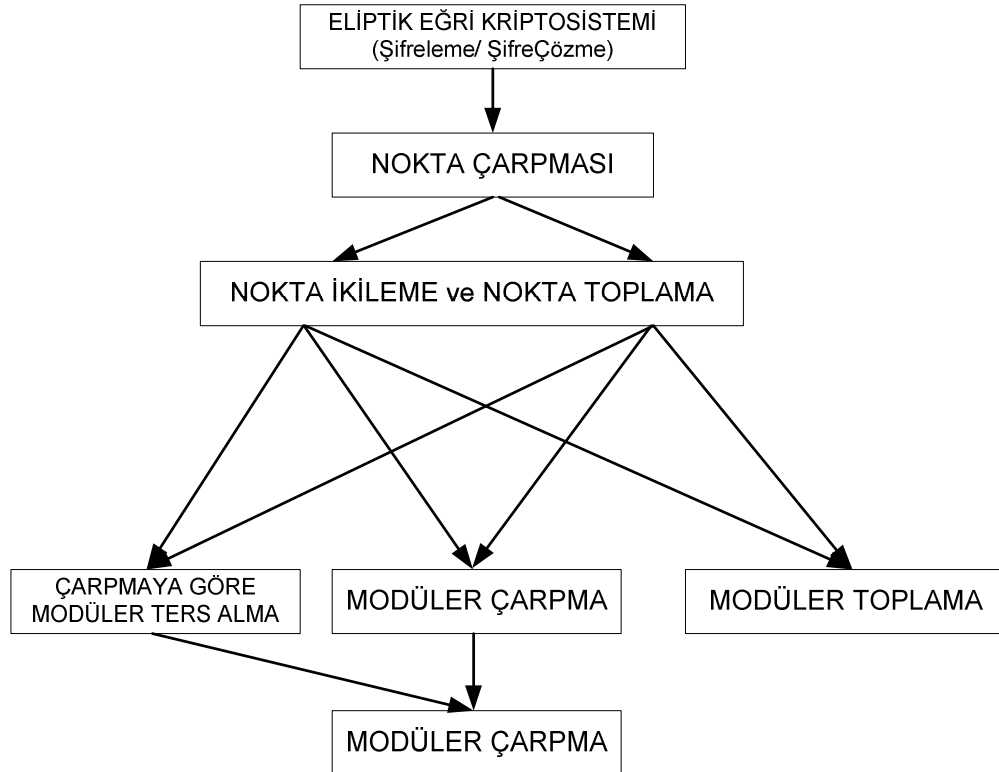 ELİPTİK EĞRİ KRİPTOSİSTEMİ
(Şifreleme/ ŞifreÇözme)
NOKTA ÇARPMASI
NOKTA İKİLEME ve NOKTA TOPLAMA
ÇARPMAYA GÖRE
MODÜLER TERS ALMA
MODÜLER ÇARPMA
MODÜLER TOPLAMA
MODÜLER ÇARPMA